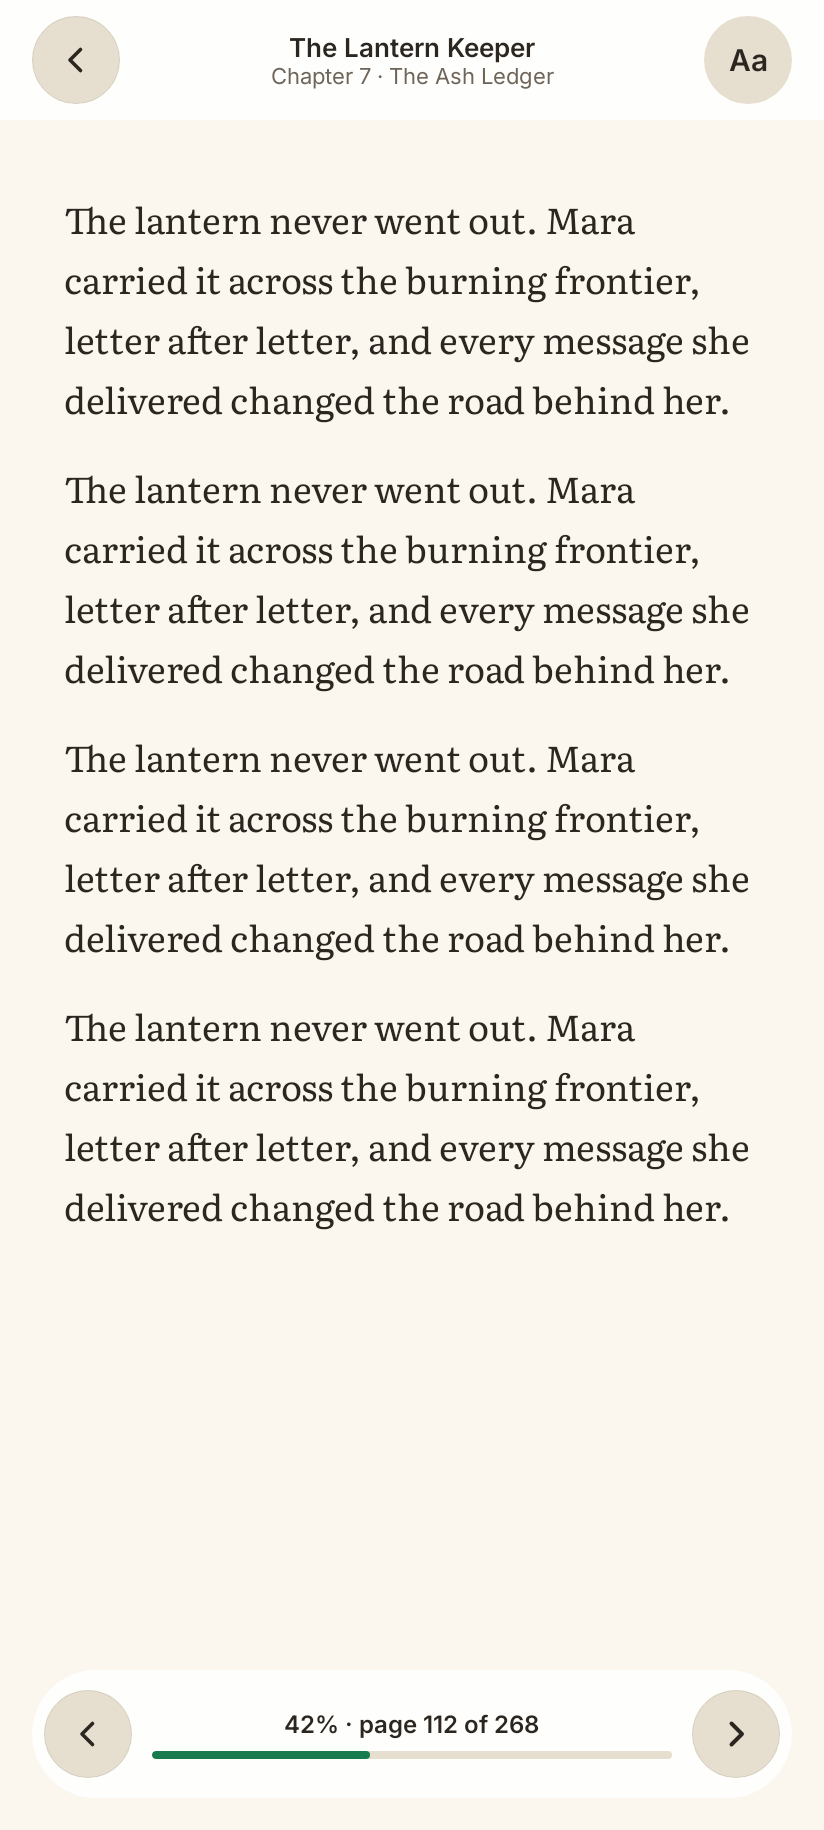 The Lantern Keeper
Chapter 7 · The Ash Ledger
Aa
The lantern never went out. Mara
carried it across the burning frontier,
letter after letter, and every message she
delivered changed the road behind her.
The lantern never went out. Mara
carried it across the burning frontier,
letter after letter, and every message she
delivered changed the road behind her.
The lantern never went out. Mara
carried it across the burning frontier,
letter after letter, and every message she
delivered changed the road behind her.
The lantern never went out. Mara
carried it across the burning frontier,
letter after letter, and every message she
delivered changed the road behind her.
42% · page 112 of 268